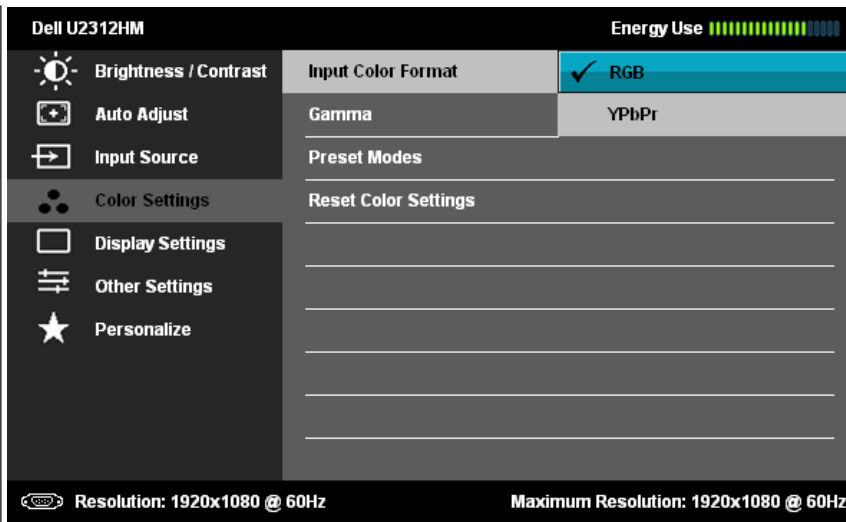 Dell U2312HM Energy Use
Brightness / Contrast Input Color Format RGB
Auto Adjust Gamma YPbPr
Input Source Preset Modes
Color Settings Reset Color Settings
Display Settings
Other Settings
Personalize
Resolution: 1920x1080 @ 60Hz Maximum Resolution: 1920x1080 @ 60Hz